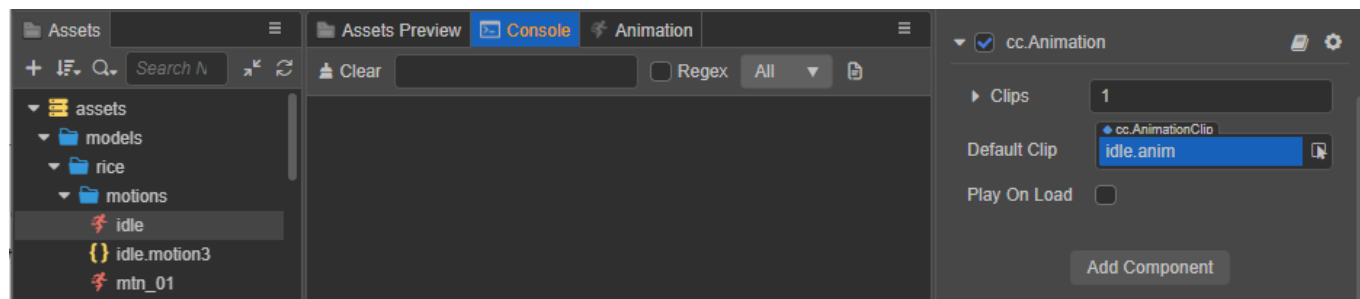 Assets
Search N
assets
models
rice
motions
idle
idle.motion3
mtn_01
Assets Preview
Console
Animation
Clear
Regex
All
cc.Animation
Clips
1
cc.AnimationClip
Default Clip
idle.anim
Play On Load
Add Component